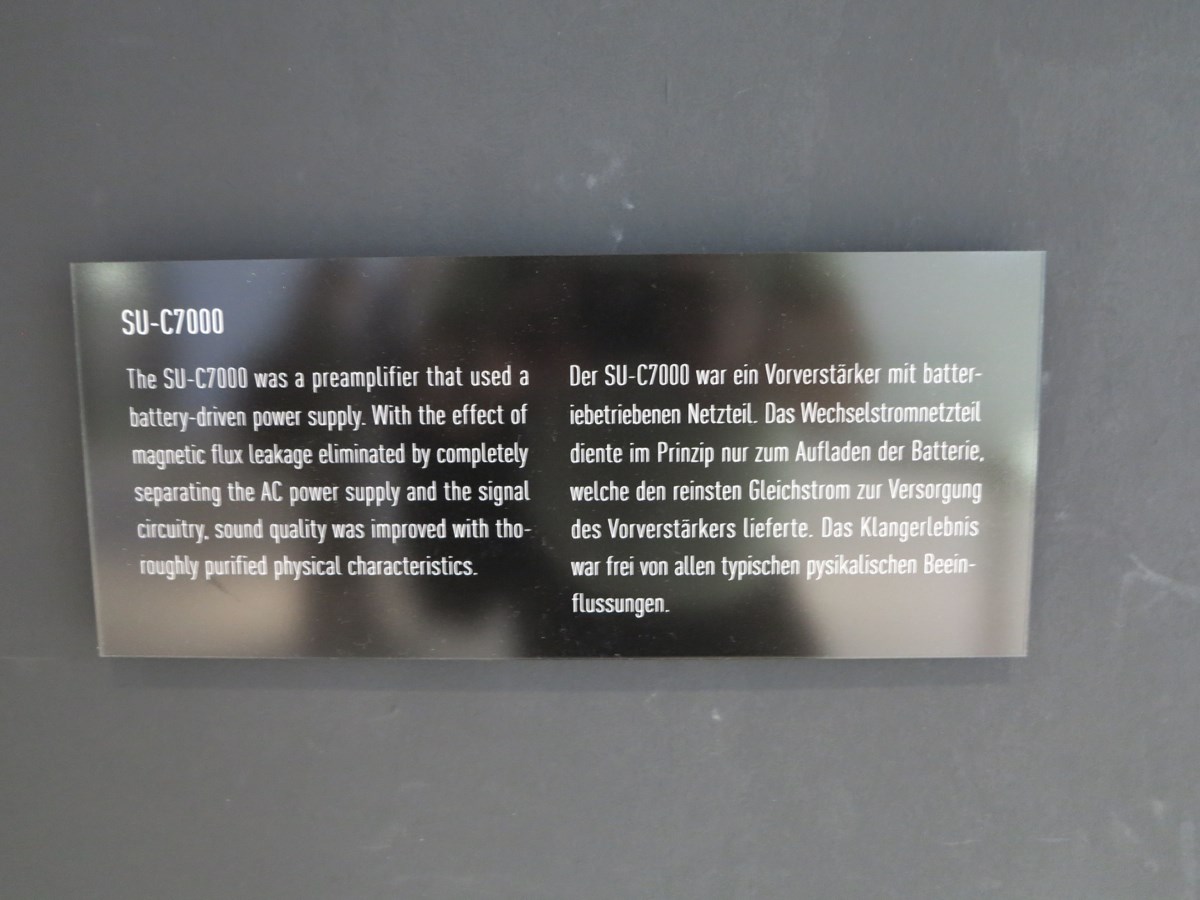 SU-C7000
The SU-C7000 was a preamplifier that used a
battery-driven power supply. With the effect of
magnetic flux leakage eliminated by completely
separating the AC power supply and the signal
circuitry, sound quality was improved with tho-
roughly purified physical characteristics.
Der SU-C7000 war ein Vorverstärker mit batter-
iebetriebenen Netzteil. Das Wechselstromnetzteil
diente im Prinzip nur zum Aufladen der Batterie,
welche den reinsten Gleichstrom zur Versorgung
des Vorverstärkers lieferte. Das Klangerlebnis
war frei von allen typischen pysikalischen Beein-
flussungen.